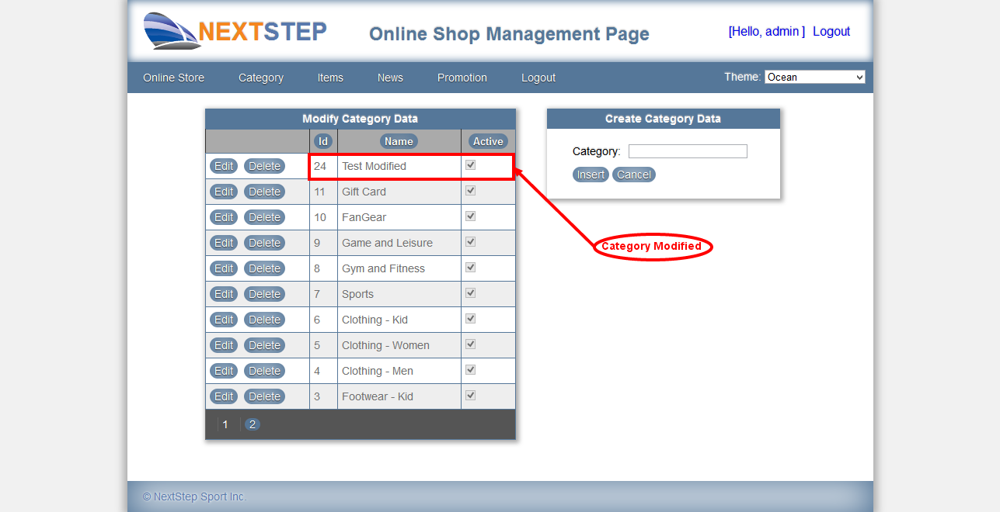 NEXTSTEP
Online Shop Management Page
[Hello, admin ] Logout
Online Store Category Items News Promotion Logout
Theme: Ocean
Modify Category Data
Id Name Active
Edit Delete 24 Test Modified
Edit Delete 11 Gift Card
Edit Delete 10 FanGear
Edit Delete 9 Game and Leisure
Edit Delete 8 Gym and Fitness
Edit Delete 7 Sports
Edit Delete 6 Clothing - Kid
Edit Delete 5 Clothing - Women
Edit Delete 4 Clothing - Men
Edit Delete 3 Footwear - Kid
1 2
Create Category Data
Category:
Insert Cancel
Category Modified
© NextStep Sport Inc.